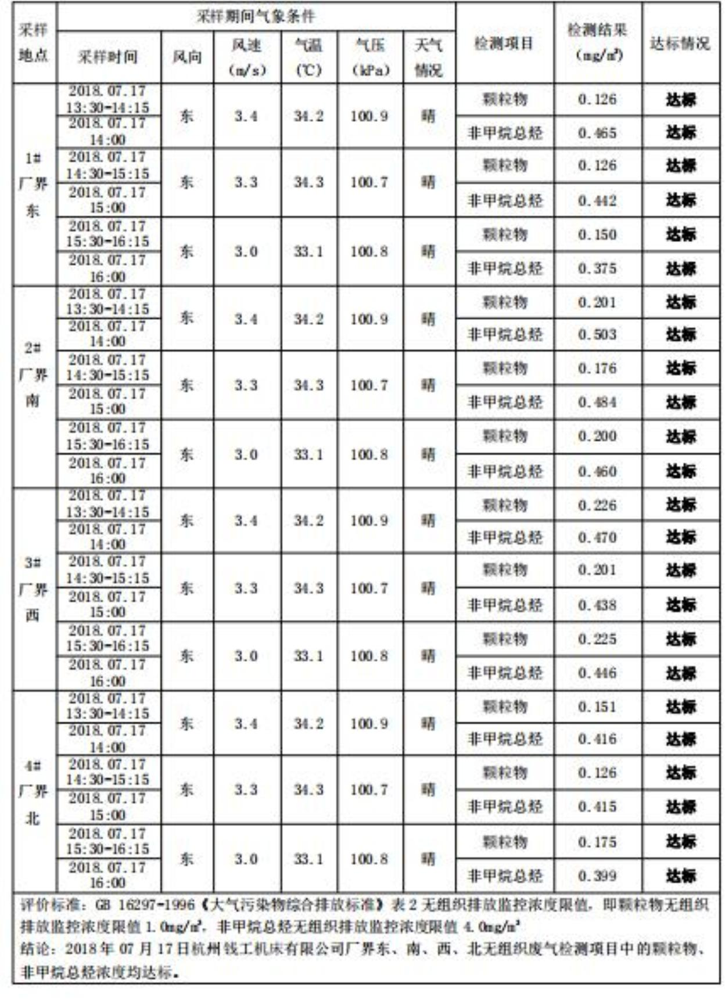 采样期间气象条件
采样
地点
采样时间
风向
风速
(m/s)
气温
(℃)
气压
(kPa)
天气
情况
检测项目
检测结果
(mg/m³)
达标情况
1#
厂界
东
2018.07.17
13:30-14:15
东
3.4
34.2
100.9
晴
颗粒物
0.126
达标
2018.07.17
14:00
非甲烷总烃
0.465
达标
2018.07.17
14:30-15:15
东
3.3
34.3
100.7
晴
颗粒物
0.126
达标
2018.07.17
15:00
非甲烷总烃
0.442
达标
2018.07.17
15:30-16:15
东
3.0
33.1
100.8
晴
颗粒物
0.150
达标
2018.07.17
16:00
非甲烷总烃
0.375
达标
2#
厂界
南
2018.07.17
13:30-14:15
东
3.4
34.2
100.9
晴
颗粒物
0.201
达标
2018.07.17
14:00
非甲烷总烃
0.503
达标
2018.07.17
14:30-15:15
东
3.3
34.3
100.7
晴
颗粒物
0.176
达标
2018.07.17
15:00
非甲烷总烃
0.484
达标
2018.07.17
15:30-16:15
东
3.0
33.1
100.8
晴
颗粒物
0.200
达标
2018.07.17
16:00
非甲烷总烃
0.460
达标
3#
厂界
西
2018.07.17
13:30-14:15
东
3.4
34.2
100.9
晴
颗粒物
0.226
达标
2018.07.17
14:00
非甲烷总烃
0.470
达标
2018.07.17
14:30-15:15
东
3.3
34.3
100.7
晴
颗粒物
0.201
达标
2018.07.17
15:00
非甲烷总烃
0.438
达标
2018.07.17
15:30-16:15
东
3.0
33.1
100.8
晴
颗粒物
0.225
达标
2018.07.17
16:00
非甲烷总烃
0.446
达标
4#
厂界
北
2018.07.17
13:30-14:15
东
3.4
34.2
100.9
晴
颗粒物
0.151
达标
2018.07.17
14:00
非甲烷总烃
0.416
达标
2018.07.17
14:30-15:15
东
3.3
34.3
100.7
晴
颗粒物
0.126
达标
2018.07.17
15:00
非甲烷总烃
0.415
达标
2018.07.17
15:30-16:15
东
3.0
33.1
100.8
晴
颗粒物
0.175
达标
2018.07.17
16:00
非甲烷总烃
0.399
达标
评价标准：GB 16297-1996《大气污染物综合排放标准》表2无组织排放监控浓度限值，即颗粒物无组织
排放监控浓度限值1.0mg/m³，非甲烷总烃无组织排放监控浓度限值4.0mg/m³
结论：2018年07月17日杭州钱工机床有限公司厂界东、南、西、北无组织废气检测项目中的颗粒物、
非甲烷总烃浓度均达标。